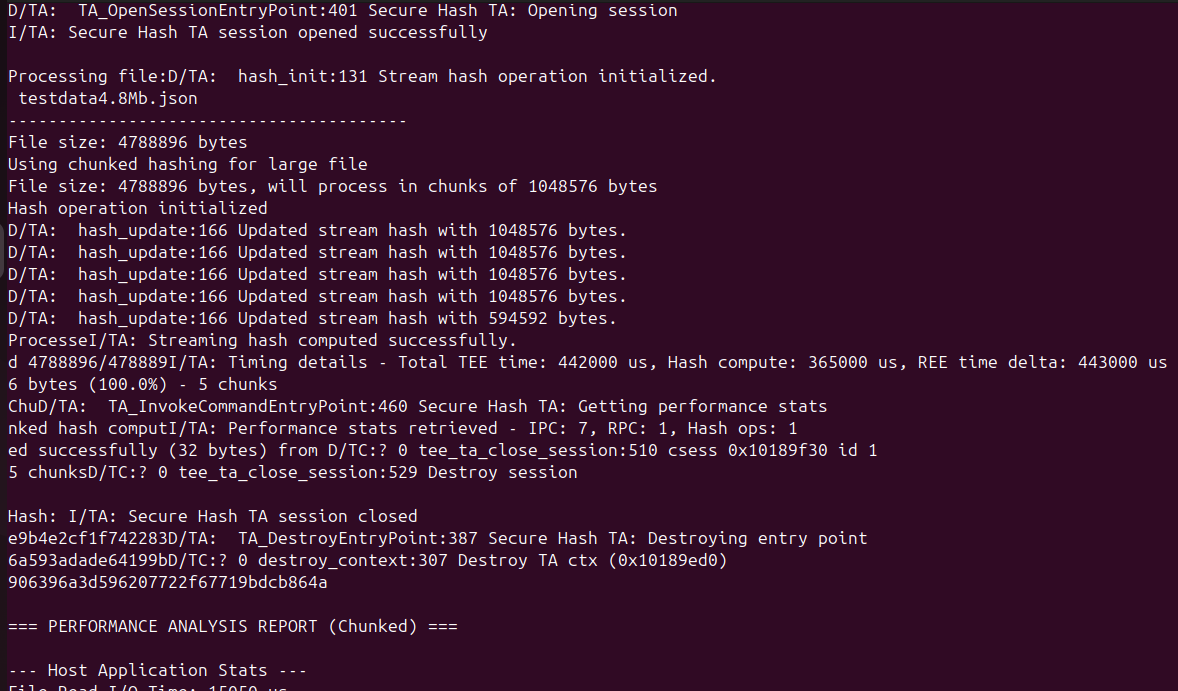 D/TA:  TA_OpenSessionEntryPoint:401 Secure Hash TA: Opening session
I/TA: Secure Hash TA session opened successfully
Processing file:D/TA:  hash_init:131 Stream hash operation initialized.
 testdata4.8Mb.json
----------------------------------------
File size: 4788896 bytes
Using chunked hashing for large file
File size: 4788896 bytes, will process in chunks of 1048576 bytes
Hash operation initialized
D/TA:  hash_update:166 Updated stream hash with 1048576 bytes.
D/TA:  hash_update:166 Updated stream hash with 1048576 bytes.
D/TA:  hash_update:166 Updated stream hash with 1048576 bytes.
D/TA:  hash_update:166 Updated stream hash with 1048576 bytes.
D/TA:  hash_update:166 Updated stream hash with 594592 bytes.
ProcesseI/TA: Streaming hash computed successfully.
d 4788896/478889I/TA: Timing details - Total TEE time: 442000 us, Hash compute: 365000 us, REE time delta: 443000 us
6 bytes (100.0%) - 5 chunks
ChuD/TA:  TA_InvokeCommandEntryPoint:460 Secure Hash TA: Getting performance stats
nked hash computI/TA: Performance stats retrieved - IPC: 7, RPC: 1, Hash ops: 1
ed successfully (32 bytes) from D/TC:? 0 tee_ta_close_session:510 csess 0x10189f30 id 1
5 chunksD/TC:? 0 tee_ta_close_session:529 Destroy session
Hash: I/TA: Secure Hash TA session closed
e9b4e2cf1f742283D/TA:  TA_DestroyEntryPoint:387 Secure Hash TA: Destroying entry point
6a593adade64199bD/TC:? 0 destroy_context:307 Destroy TA ctx (0x10189ed0)
906396a3d596207722f67719bdcb864a
=== PERFORMANCE ANALYSIS REPORT (Chunked) ===
--- Host Application Stats ---
File Read I/O Time: 15050 us